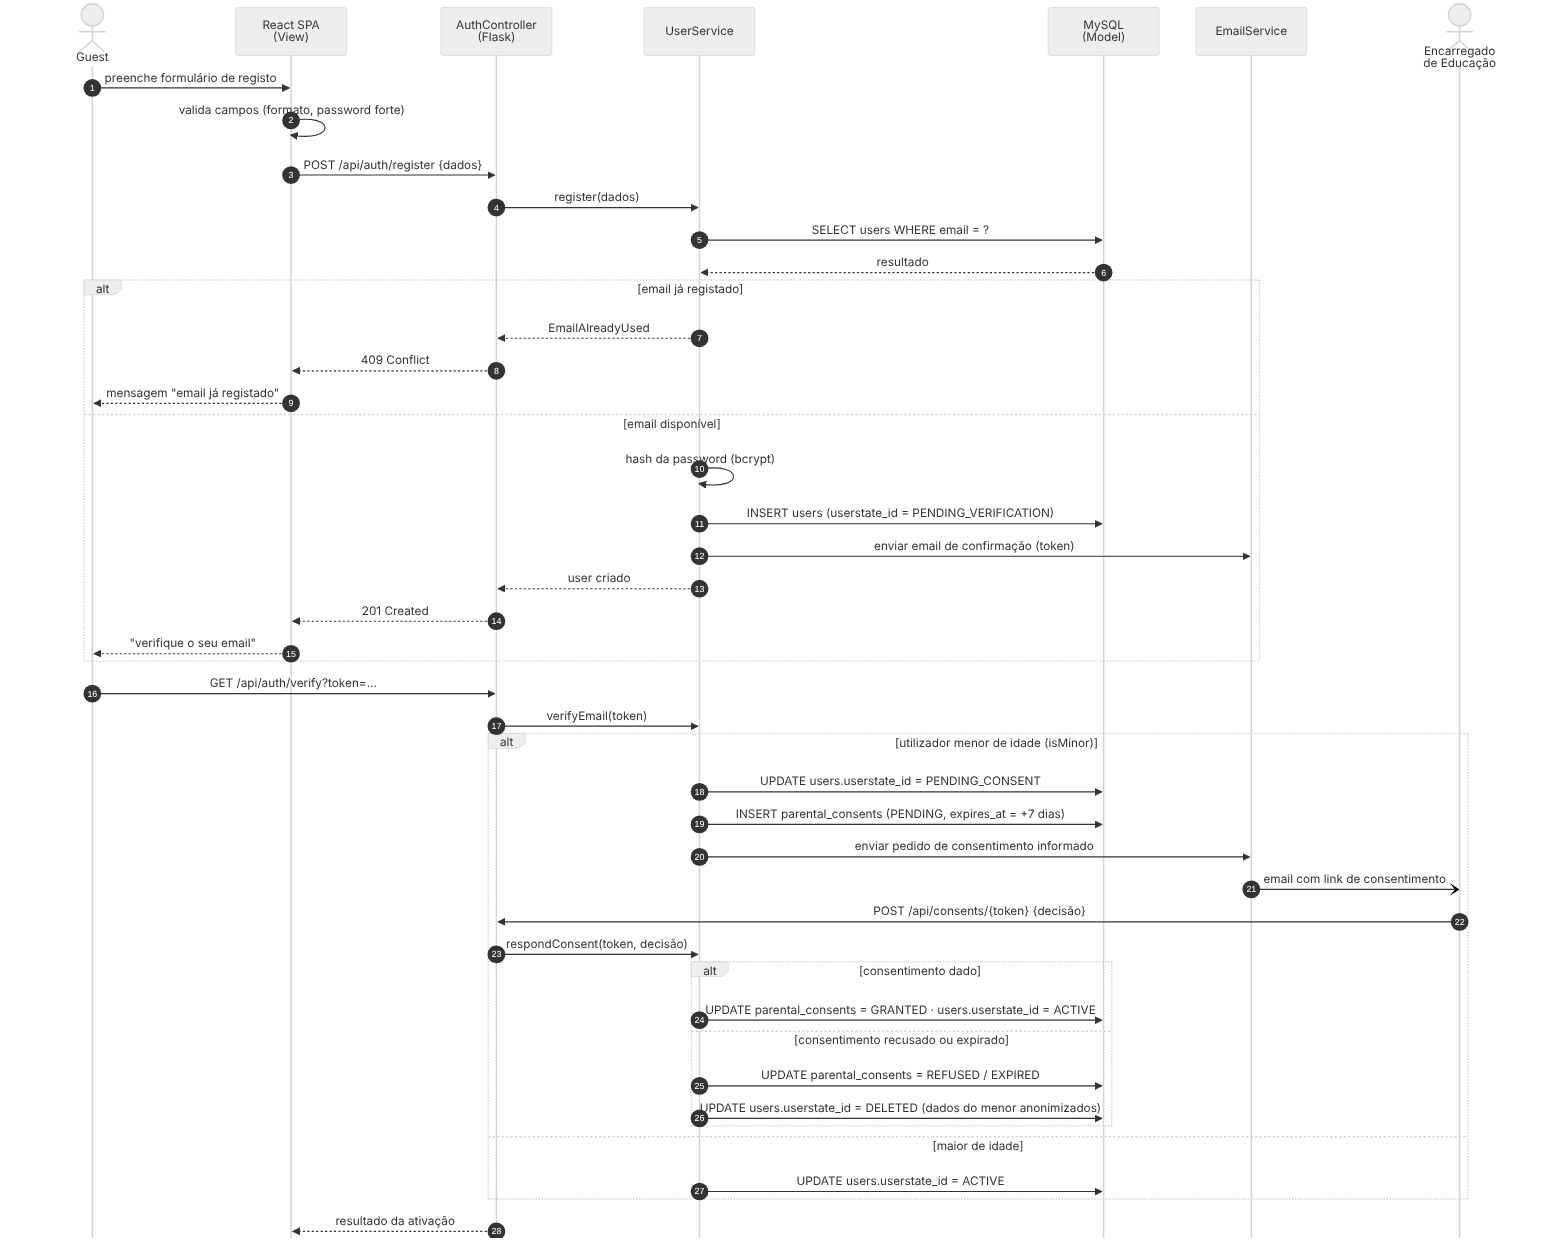 Guest
React SPA
(View)
AuthController
(Flask)
UserService
MySQL
(Model)
EmailService
Encarregado
de Educação
1 preenche formulário de registo
valida campos (formato, password forte)
2
3 POST /api/auth/register {dados}
4 register(dados)
5 SELECT users WHERE email = ?
resultado 6
alt [email já registado]
EmailAlreadyUsed 7
409 Conflict 8
mensagem "email já registado" 9
[email disponível]
hash da password (bcrypt)
10
11 INSERT users (userstate_id = PENDING_VERIFICATION)
12 enviar email de confirmação (token)
user criado 13
201 Created 14
"verifique o seu email" 15
16 GET /api/auth/verify?token=...
17 verifyEmail(token)
alt [utilizador menor de idade (isMinor)]
18 UPDATE users.userstate_id = PENDING_CONSENT
19 INSERT parental_consents (PENDING, expires_at = +7 dias)
20 enviar pedido de consentimento informado
21 email com link de consentimento
POST /api/consents/{token} {decisão} 22
23 respondConsent(token, decisão)
alt [consentimento dado]
24 UPDATE parental_consents = GRANTED · users.userstate_id = ACTIVE
[consentimento recusado ou expirado]
25 UPDATE parental_consents = REFUSED / EXPIRED
26 UPDATE users.userstate_id = DELETED (dados do menor anonimizados)
[maior de idade]
27 UPDATE users.userstate_id = ACTIVE
resultado da ativação 28